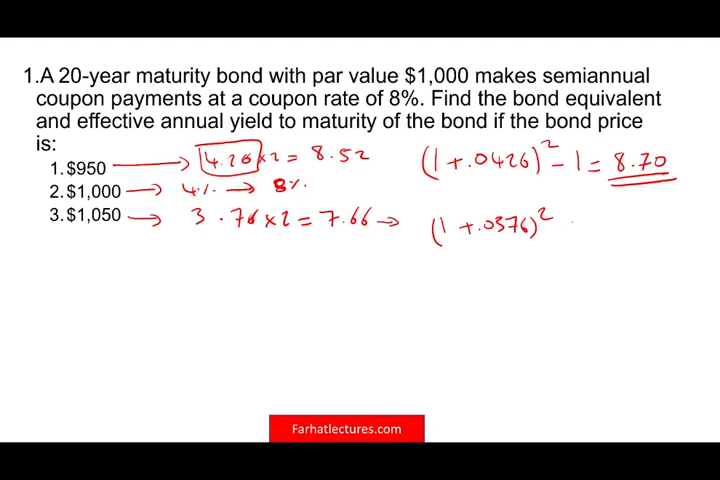 1.A 20-year maturity bond with par value $1,000 makes semiannual
coupon payments at a coupon rate of 8%. Find the bond equivalent
and effective annual yield to maturity of the bond if the bond price
is:
1.$950 → 4.26 x2 = 8.52 (1 + .0426)² - 1 = 8.70
2.$1,000 → 4% → 8%
3.$1,050 → 3.76 x2 = 7.66 → (1 + .0376)²
Farhatlectures.com